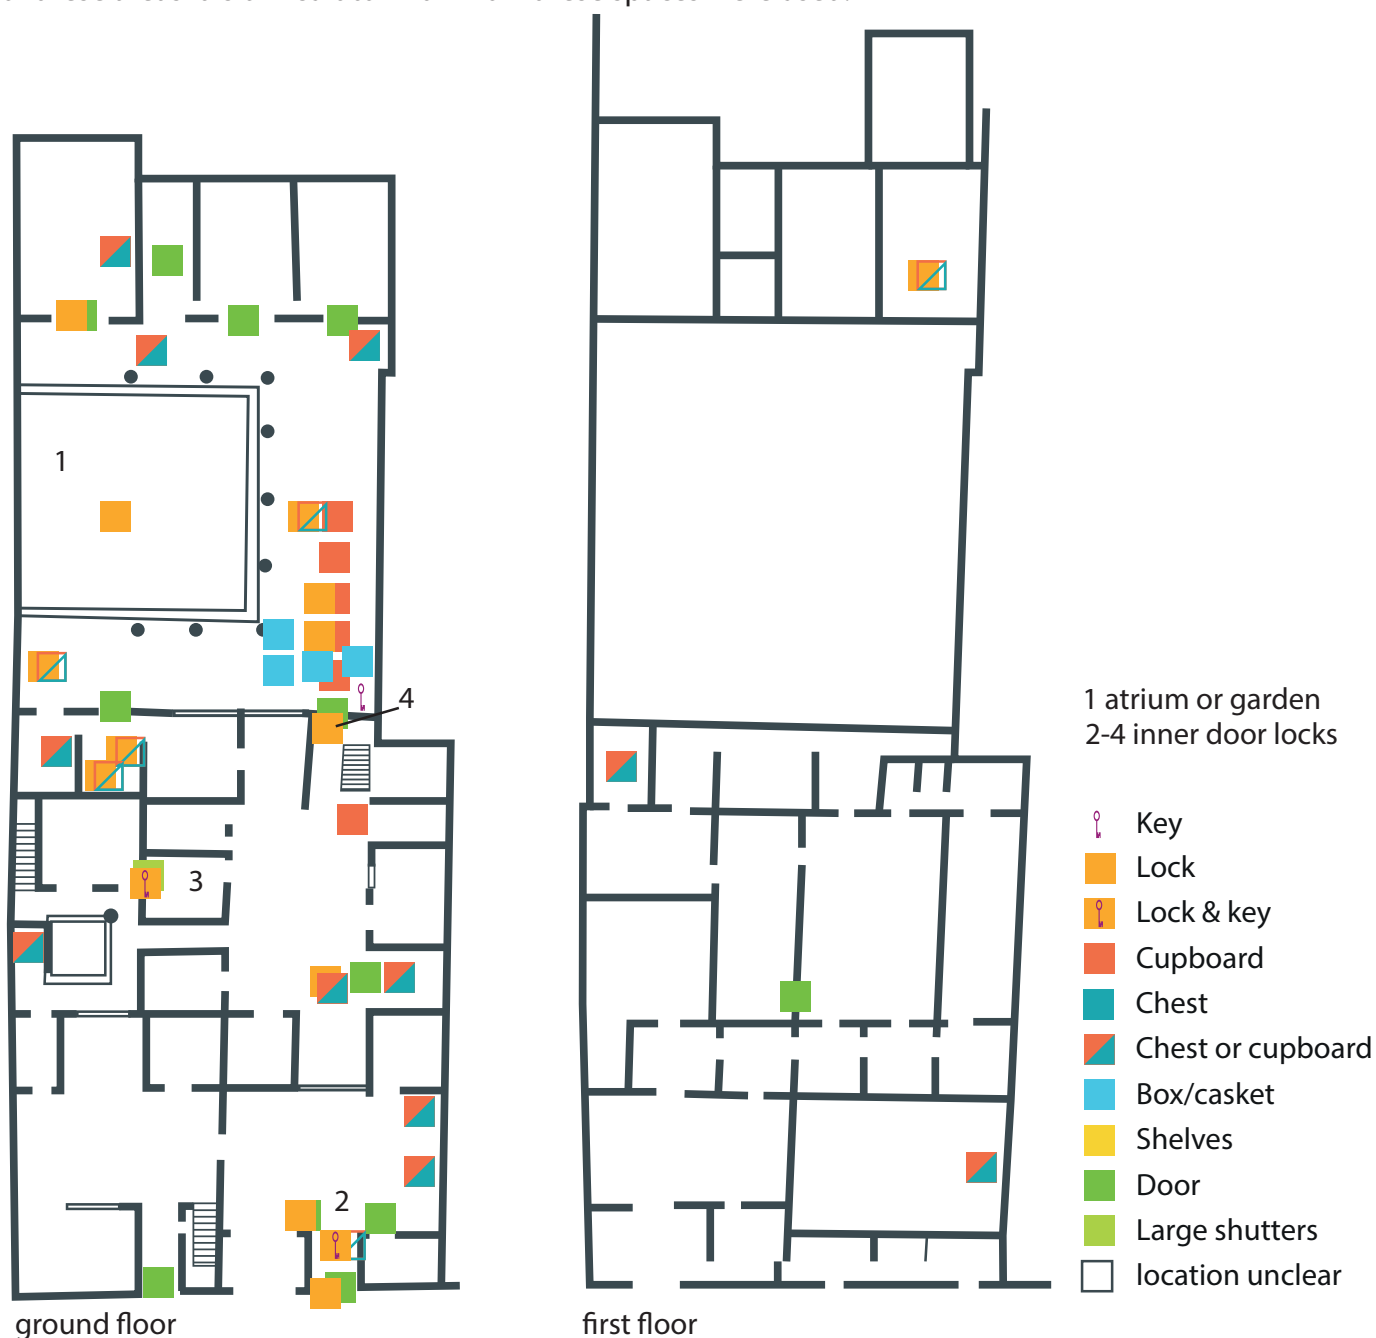 1
4
3
2
ground floor
first floor
1 atrium or garden
2-4 inner door locks
Key
Lock
Lock & key
Cupboard
Chest
Chest or cupboard
Box/casket
Shelves
Door
Large shutters
location unclear